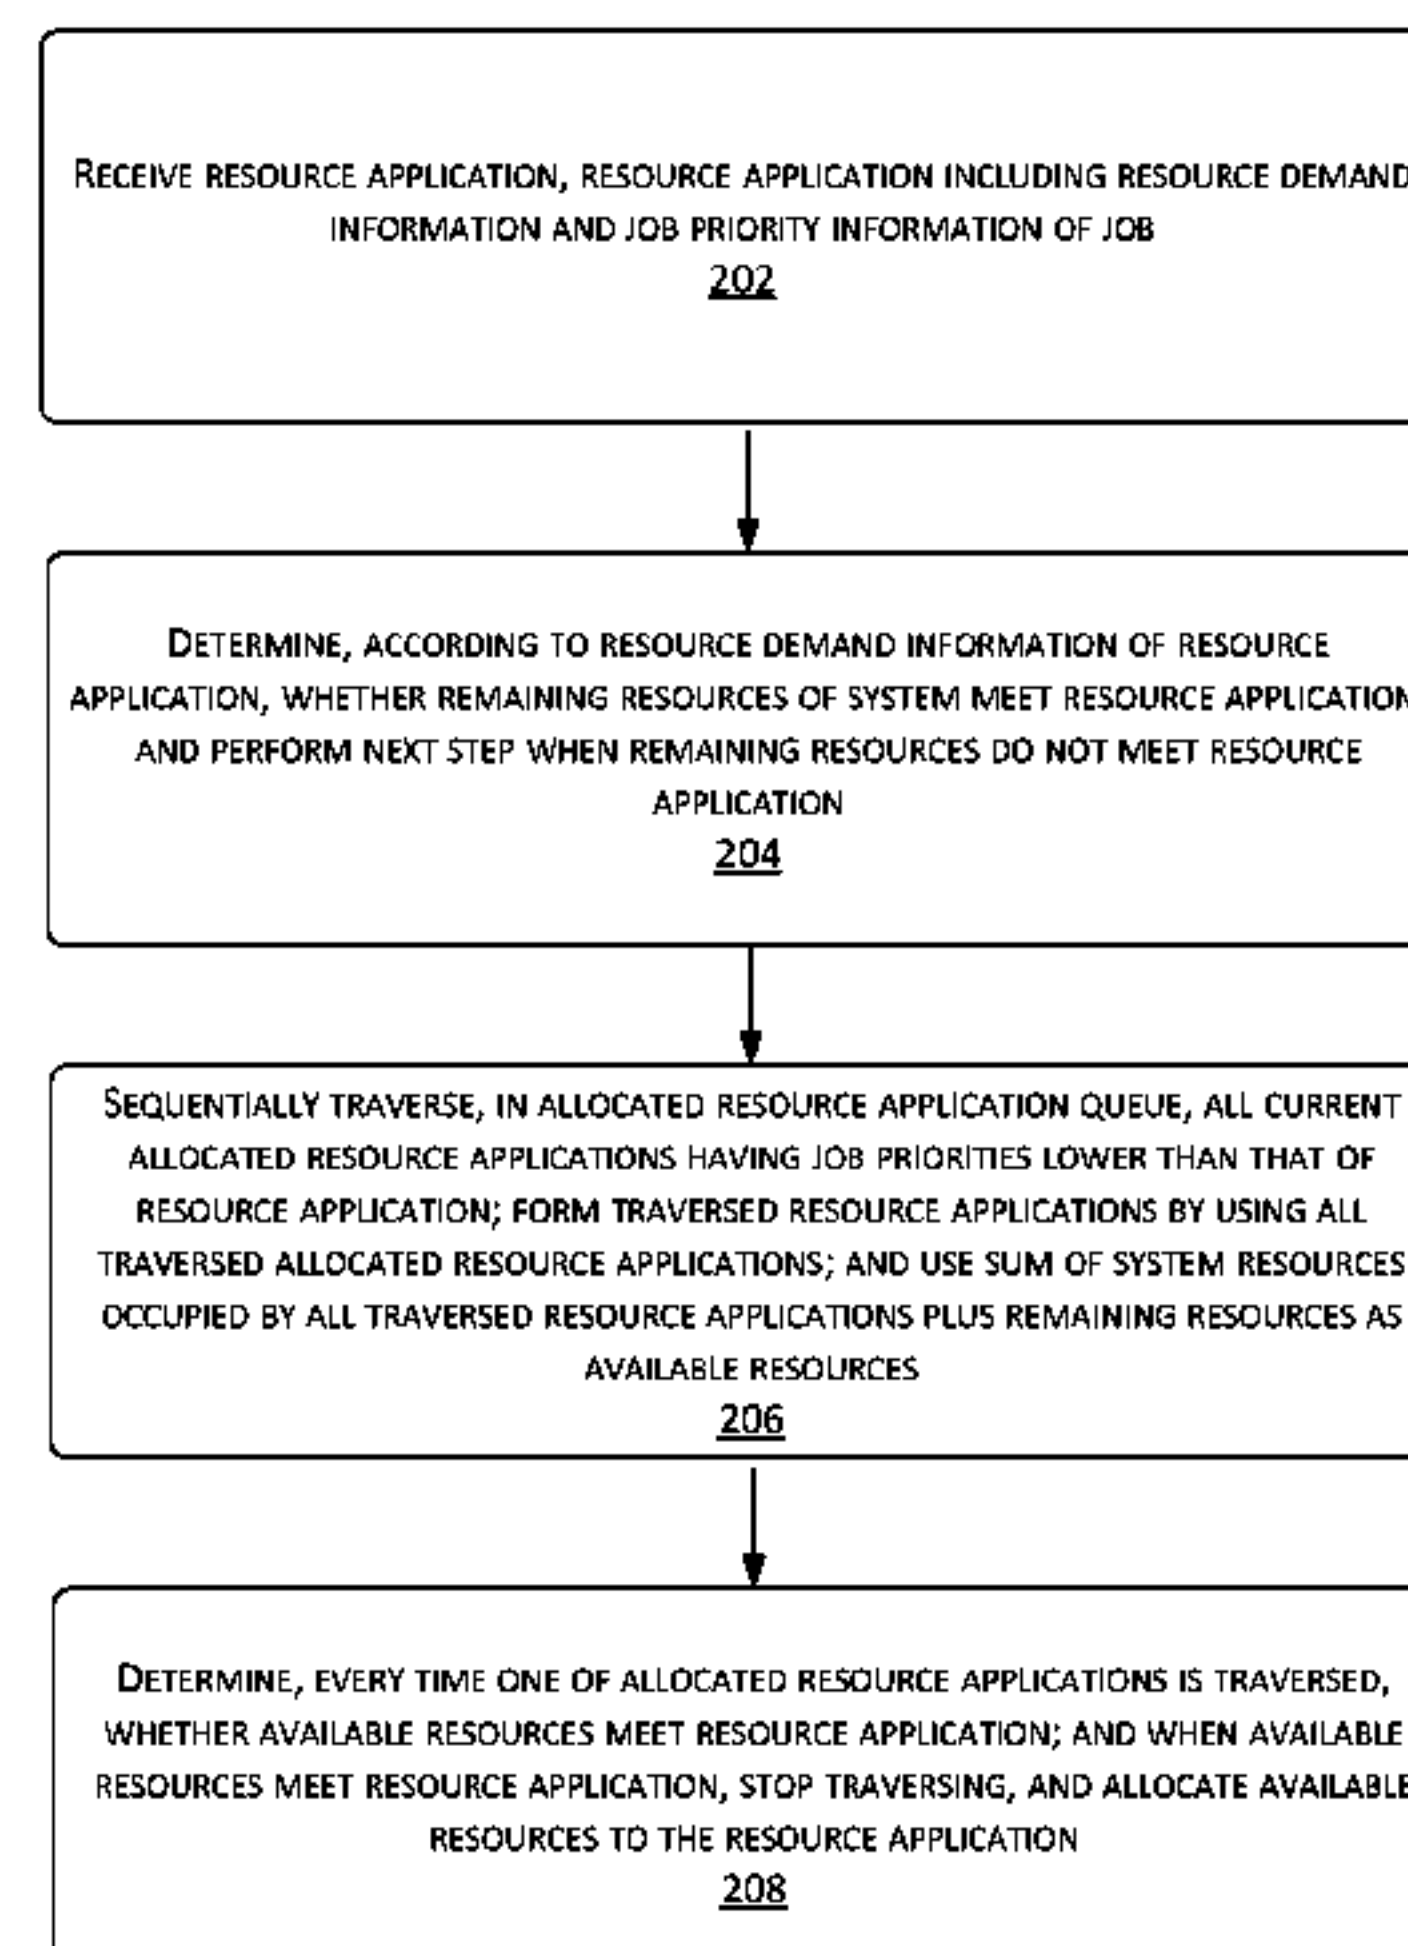 RECEIVE RESOURCE APPLICATION, RESOURCE APPLICATION INCLUDING RESOURCE DEMAND
INFORMATION AND JOB PRIORITY INFORMATION OF JOB
202
DETERMINE, ACCORDING TO RESOURCE DEMAND INFORMATION OF RESOURCE
APPLICATION, WHETHER REMAINING RESOURCES OF SYSTEM MEET RESOURCE APPLICATION
AND PERFORM NEXT STEP WHEN REMAINING RESOURCES DO NOT MEET RESOURCE
APPLICATION
204
SEQUENTIALLY TRAVERSE, IN ALLOCATED RESOURCE APPLICATION QUEUE, ALL CURRENT
ALLOCATED RESOURCE APPLICATIONS HAVING JOB PRIORITIES LOWER THAN THAT OF
RESOURCE APPLICATION; FORM TRAVERSED RESOURCE APPLICATIONS BY USING ALL
TRAVERSED ALLOCATED RESOURCE APPLICATIONS; AND USE SUM OF SYSTEM RESOURCES
OCCUPIED BY ALL TRAVERSED RESOURCE APPLICATIONS PLUS REMAINING RESOURCES AS
AVAILABLE RESOURCES
206
DETERMINE, EVERY TIME ONE OF ALLOCATED RESOURCE APPLICATIONS IS TRAVERSED,
WHETHER AVAILABLE RESOURCES MEET RESOURCE APPLICATION; AND WHEN AVAILABLE
RESOURCES MEET RESOURCE APPLICATION, STOP TRAVERSING, AND ALLOCATE AVAILABLE
RESOURCES TO THE RESOURCE APPLICATION
208